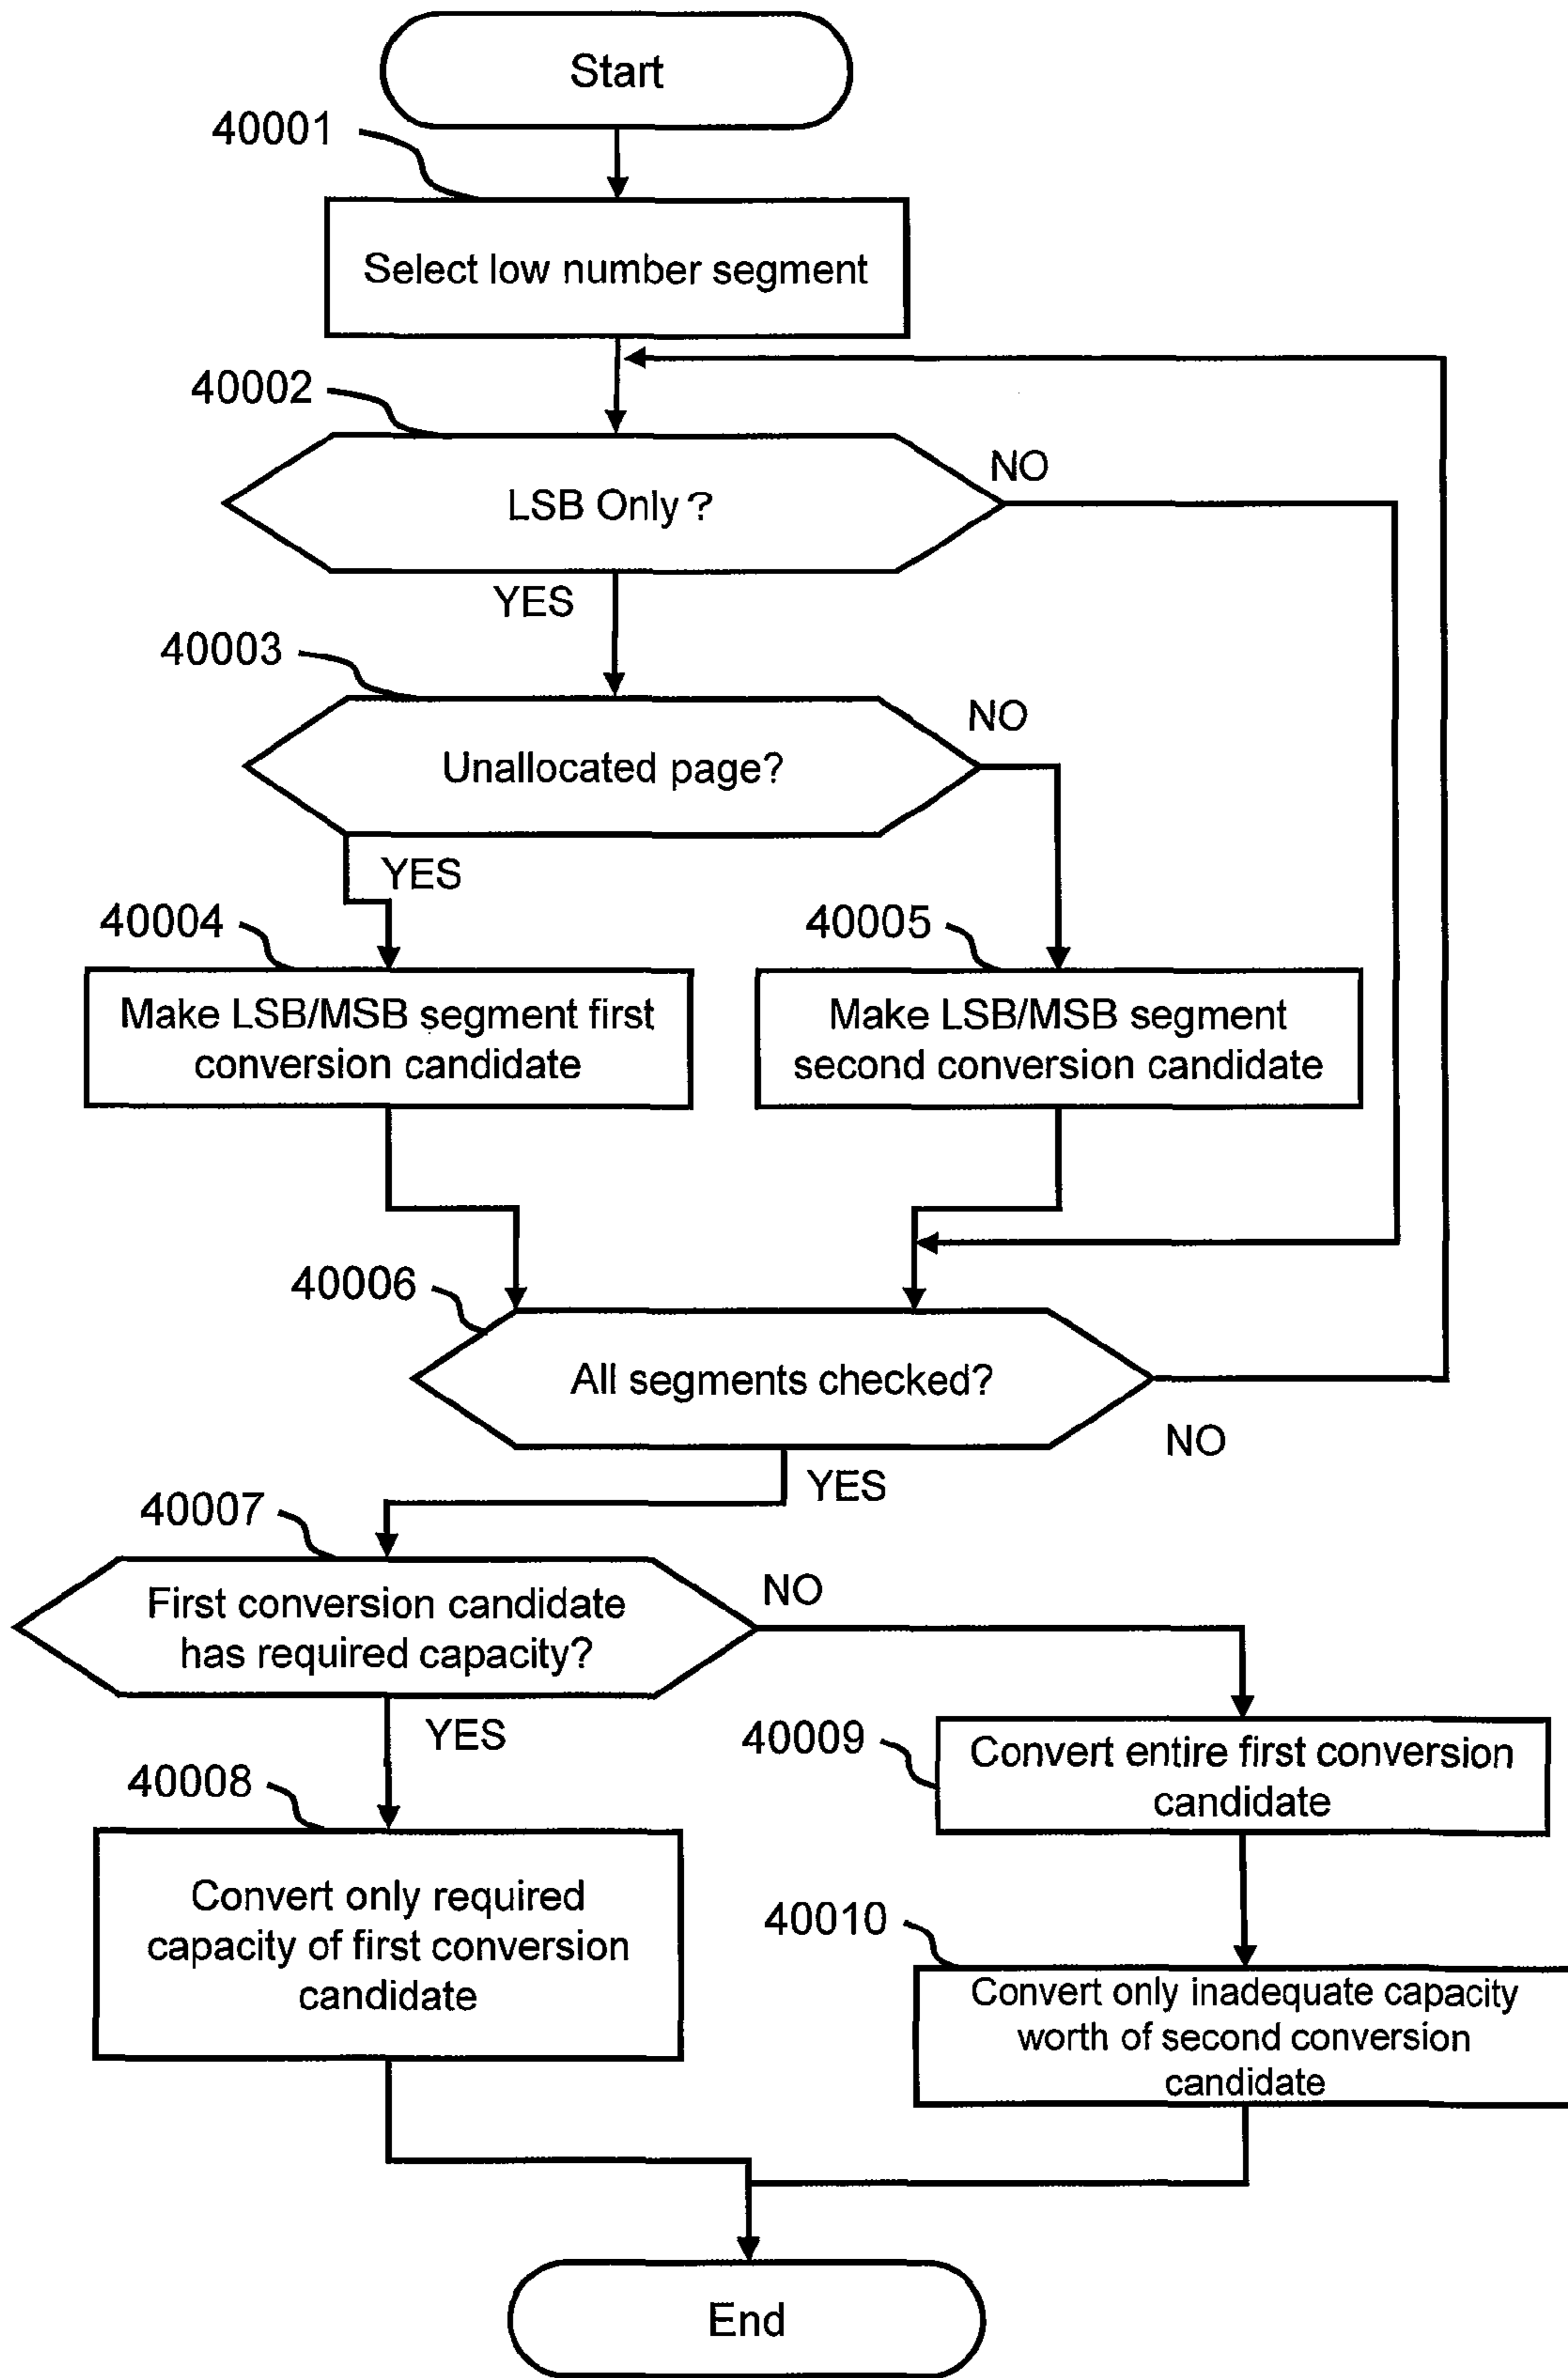 Start
40001
Select low number segment
40002
NO
LSB Only?
YES
40003
NO
Unallocated page?
YES
40004
40005
Make LSB/MSB segment first
conversion candidate
Make LSB/MSB segment
second conversion candidate
40006
All segments checked?
NO
YES
40007
NO
First conversion candidate
has required capacity?
YES
40009
Convert entire first conversion
candidate
40008
Convert only required
capacity of first conversion
candidate
40010
Convert only inadequate capacity
worth of second conversion
candidate
End